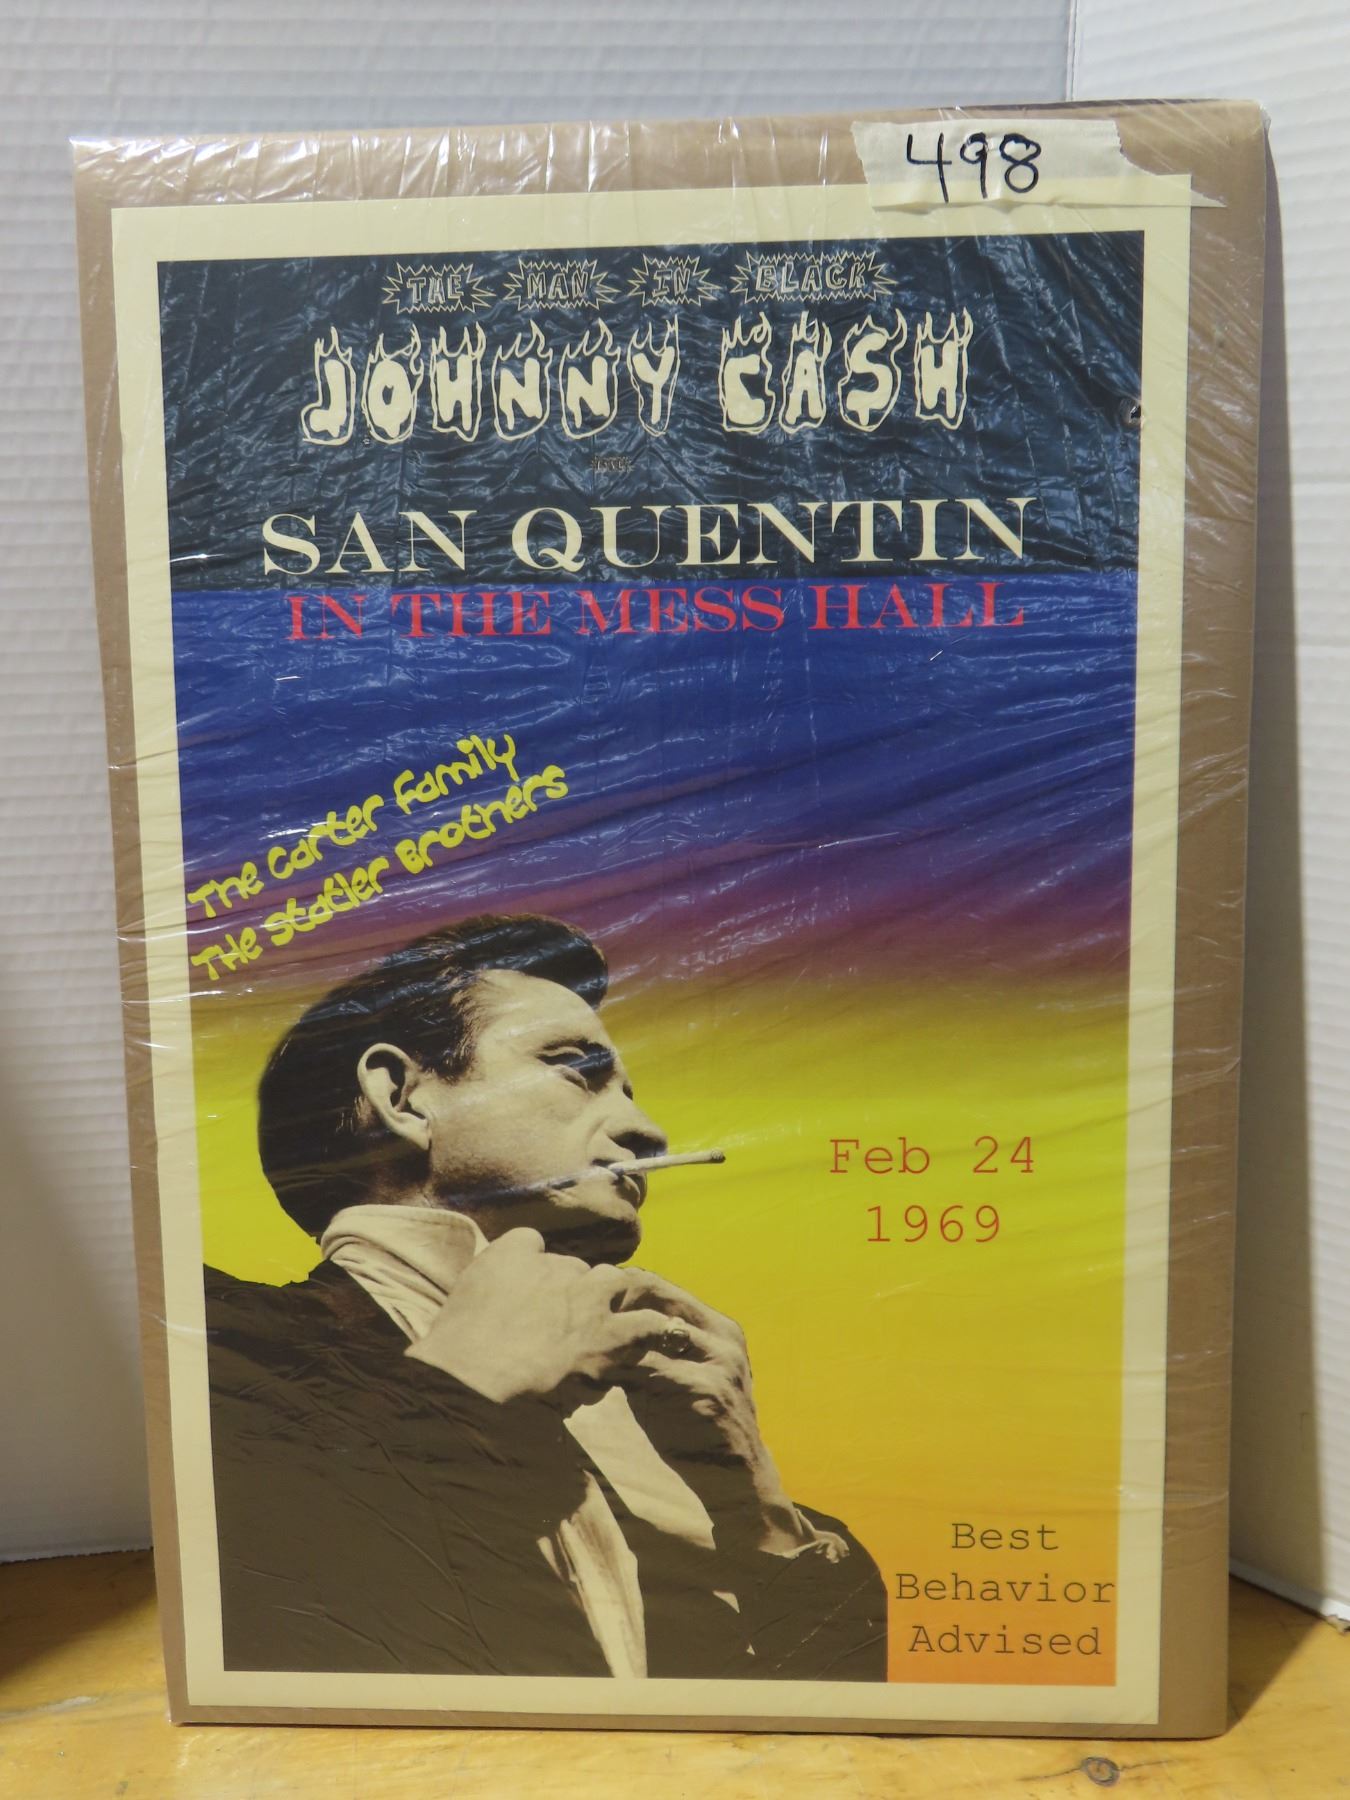 498
THE MAN IN BLACK
JOHNNY CASH
SAN QUENTIN
IN THE MESS HALL
The Carter Family
THe Statler Brothers
Feb 24
1969
Best
Behavior
Advised